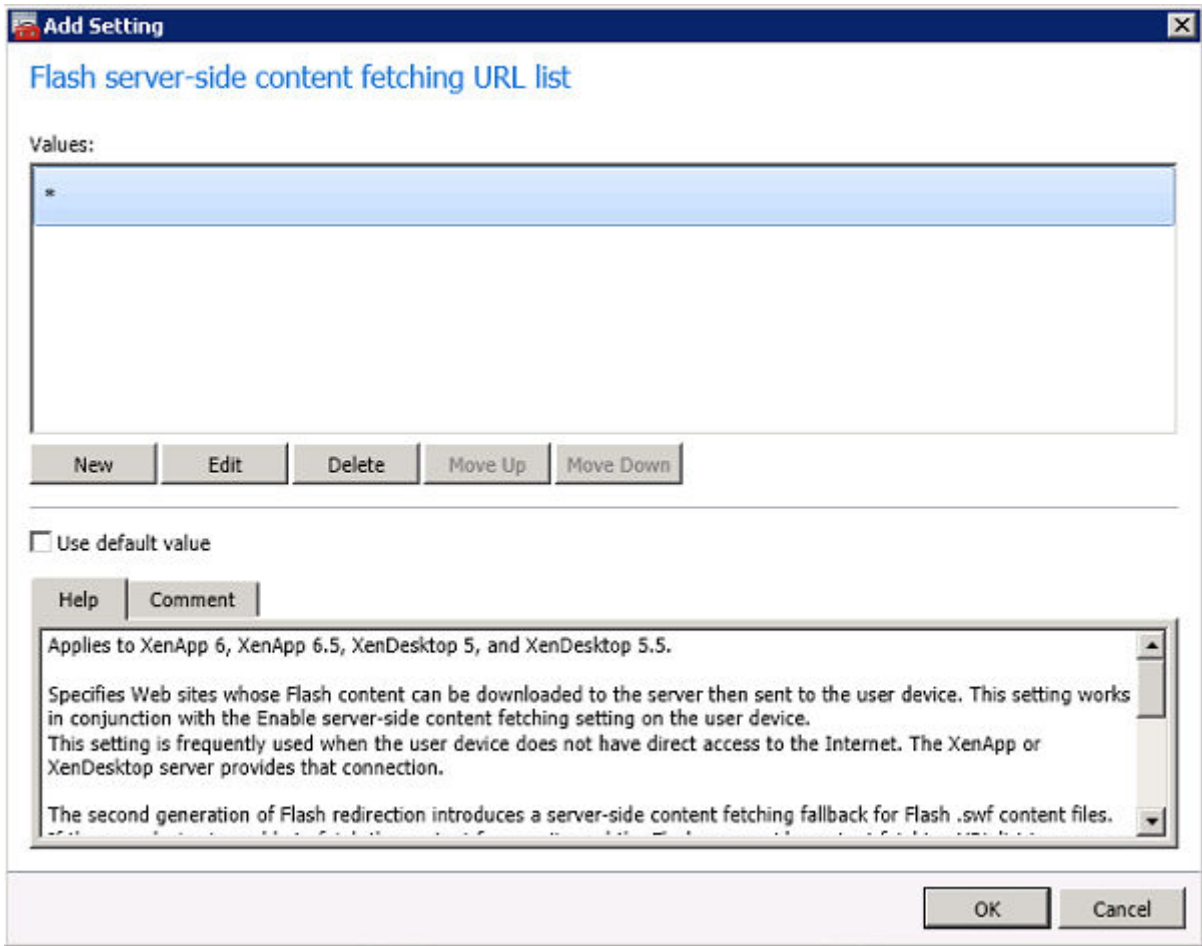 Add Setting
Flash server-side content fetching URL list
Values:
*
New Edit Delete Move Up Move Down
Use default value
Help Comment
Applies to XenApp 6, XenApp 6.5, XenDesktop 5, and XenDesktop 5.5.
Specifies Web sites whose Flash content can be downloaded to the server then sent to the user device. This setting works
in conjunction with the Enable server-side content fetching setting on the user device.
This setting is frequently used when the user device does not have direct access to the Internet. The XenApp or
XenDesktop server provides that connection.
The second generation of Flash redirection introduces a server-side content fetching fallback for Flash .swf content files.
OK Cancel